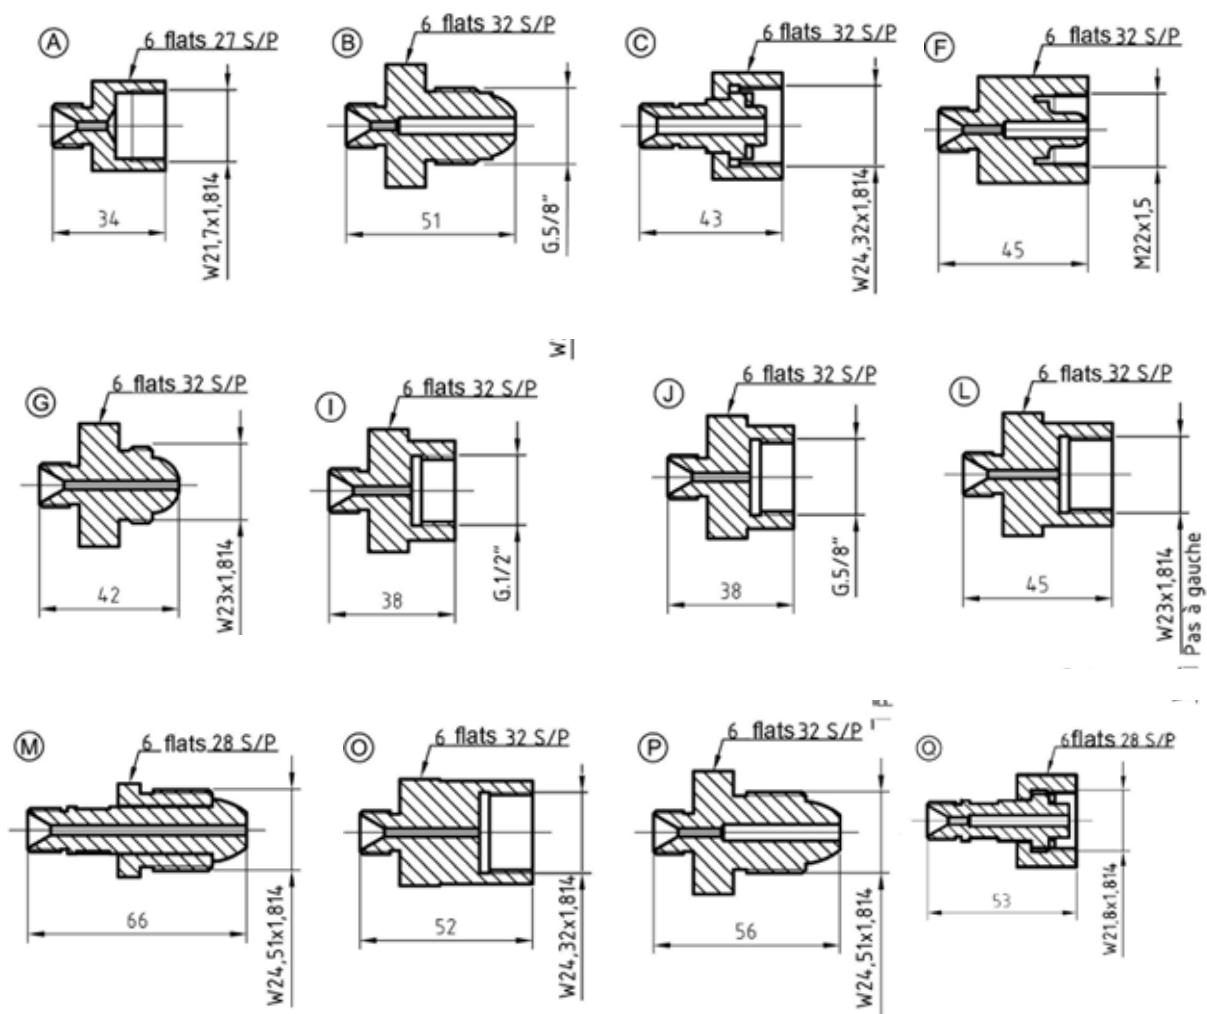 A
6 flats 27 S/P
34
W21,7x1,814
B
6 flats 32 S/P
51
G.5/8"
C
6 flats 32 S/P
43
W24,32x1,814
F
6 flats 32 S/P
45
M22x1,5
W
G
6 flats 32 S/P
42
W23x1,814
I
6 flats 32 S/P
38
G.1/2"
J
6 flats 32 S/P
38
G.5/8"
L
6 flats 32 S/P
45
W23x1,814
Pas à gauche
M
6 flats 28 S/P
66
W24,51x1,814
O
6 flats 32 S/P
52
W24,32x1,814
P
6 flats 32 S/P
56
W24,51x1,814
Q
6 flats 28 S/P
53
W21,8x1,814